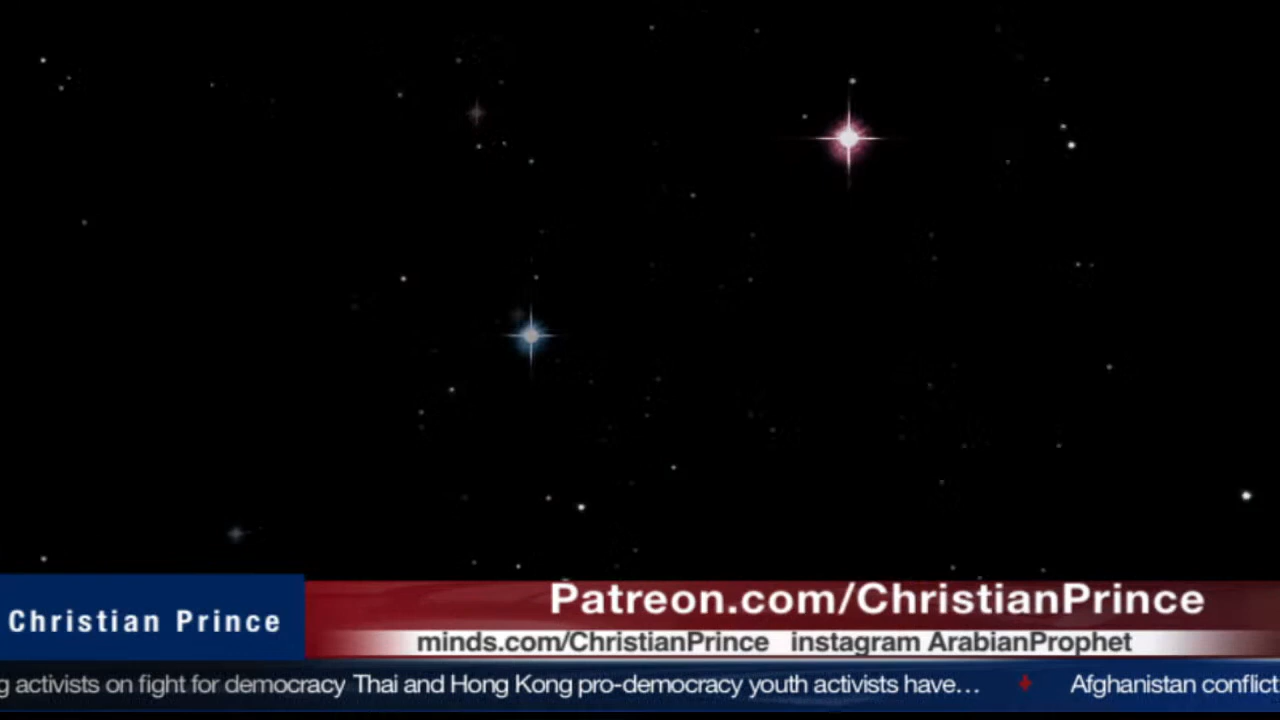 Patreon.com/ChristianPrince
Christian Prince
minds.com/ChristianPrince instagram ArabianProphet
g activists on fight for democracy Thai and Hong Kong pro-democracy youth activists have... Afghanistan conflict